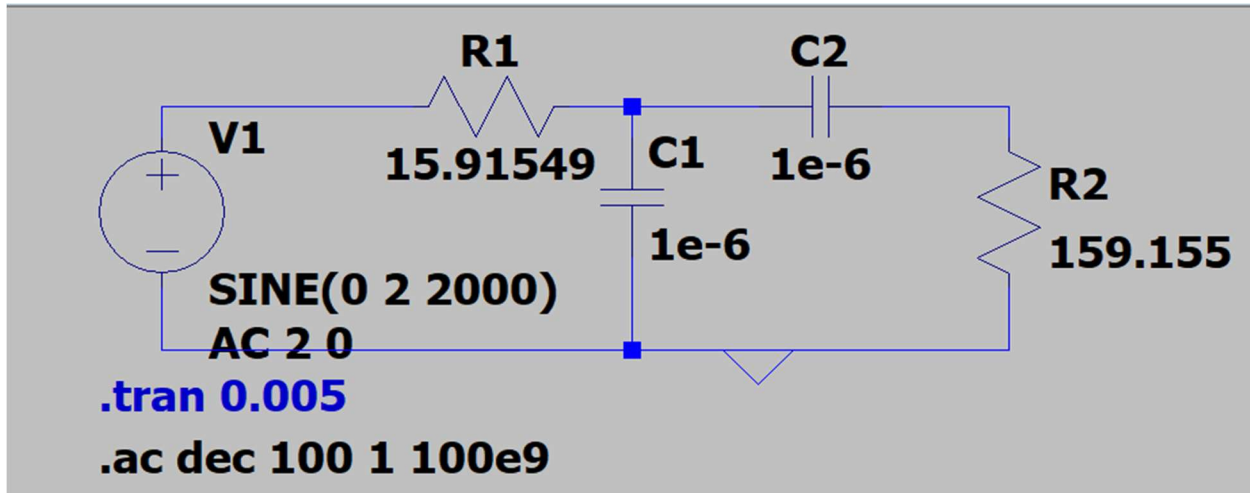 R1
C2
V1
15.91549
C1
1e-6
R2
1e-6
159.155
SINE(0 2 2000)
AC 2 0
.tran 0.005
.ac dec 100 1 100e9